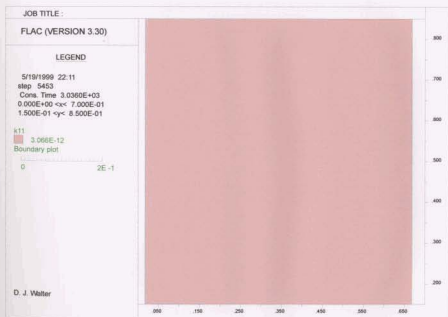 JOB TITLE :
FLAC (VERSION 3.30)
LEGEND
5/19/1999 22:11
step 5453
Cons. Time 3.0360E+03
0.000E+00 <x< 7.000E-01
1.500E-01 <y< 8.500E-01
k11
3.066E-12
Boundary plot
0 2E -1
D. J. Walter
.800
.700
.600
.500
.400
.300
.200
.050 .150 .250 .350 .450 .550 .650